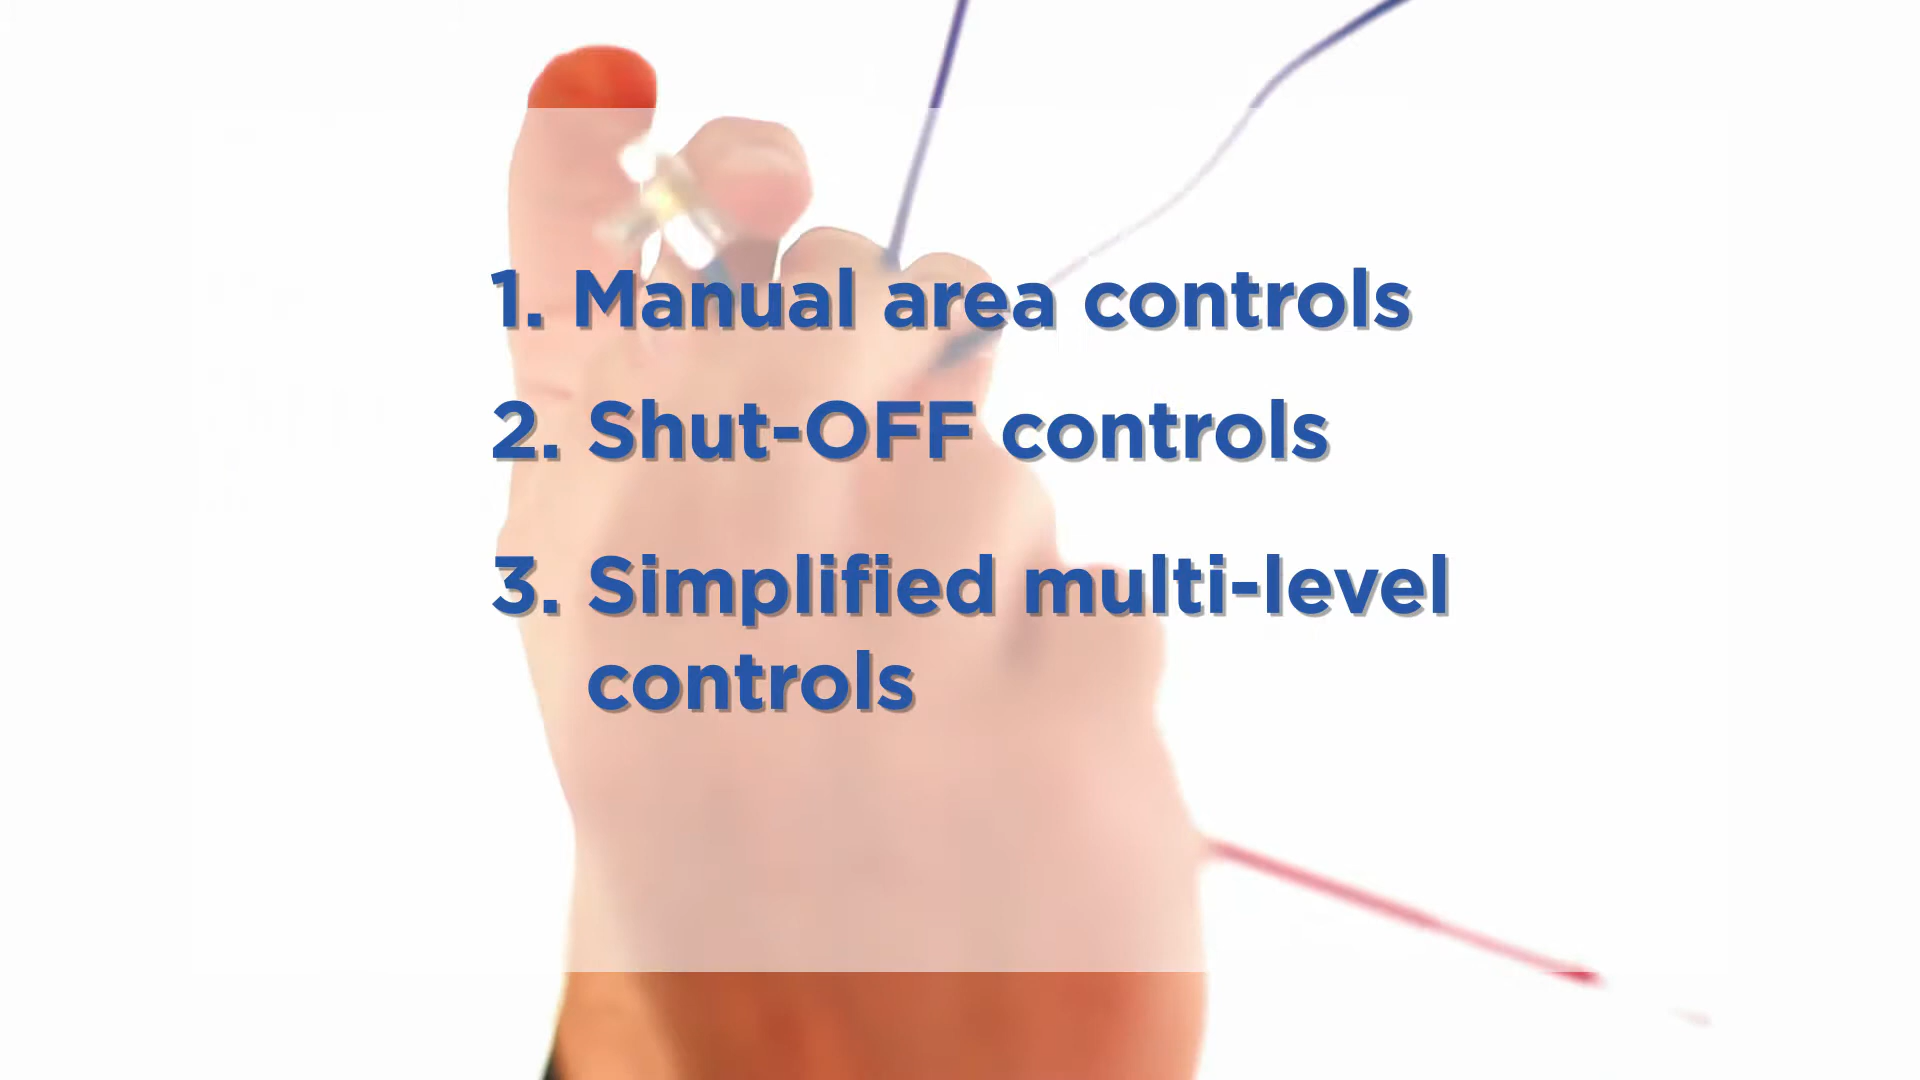 1. Manual area controls
2. Shut-OFF controls
3. Simplified multi-level
controls